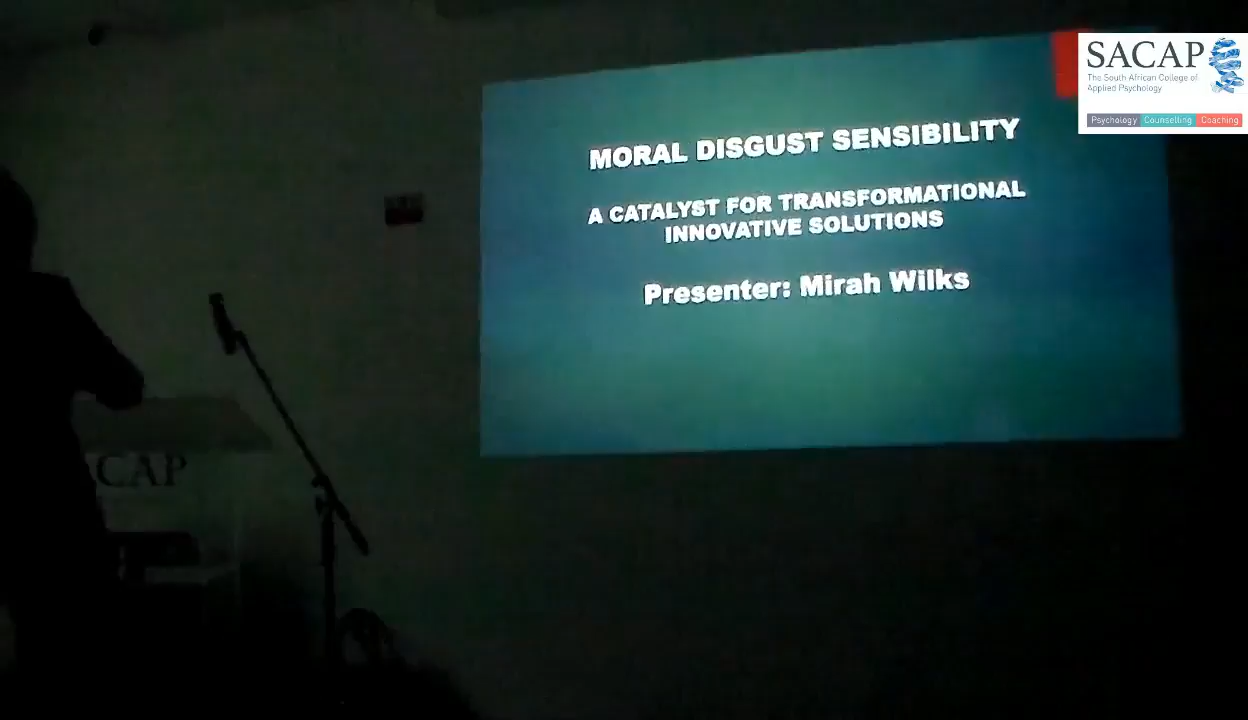 MORAL DISGUST SENSIBILITY
A CATALYST FOR TRANSFORMATIONAL
INNOVATIVE SOLUTIONS
Presenter: Mirah Wilks
SACAP
The South African College of
Applied Psychology
Psychology Counselling Coaching
CAP